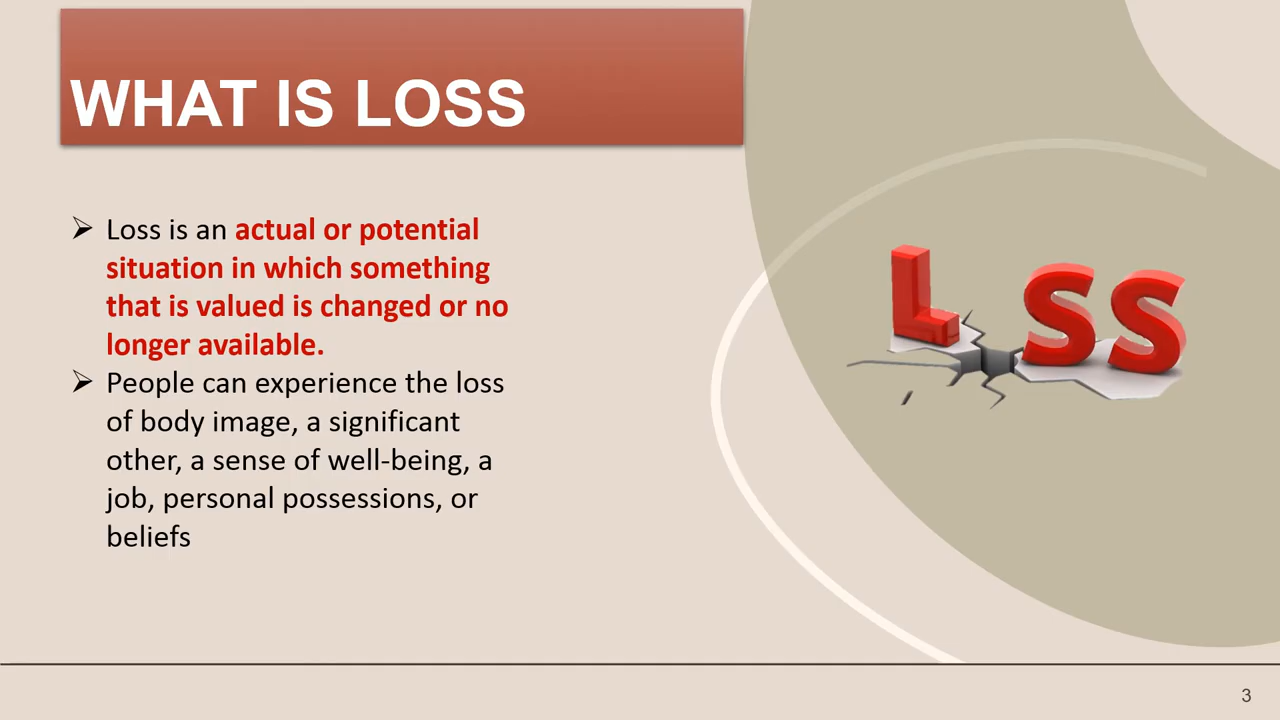 WHAT IS LOSS
➢ Loss is an actual or potential
situation in which something
that is valued is changed or no
longer available.
➢ People can experience the loss
of body image, a significant
other, a sense of well-being, a
job, personal possessions, or
beliefs
L SS
3